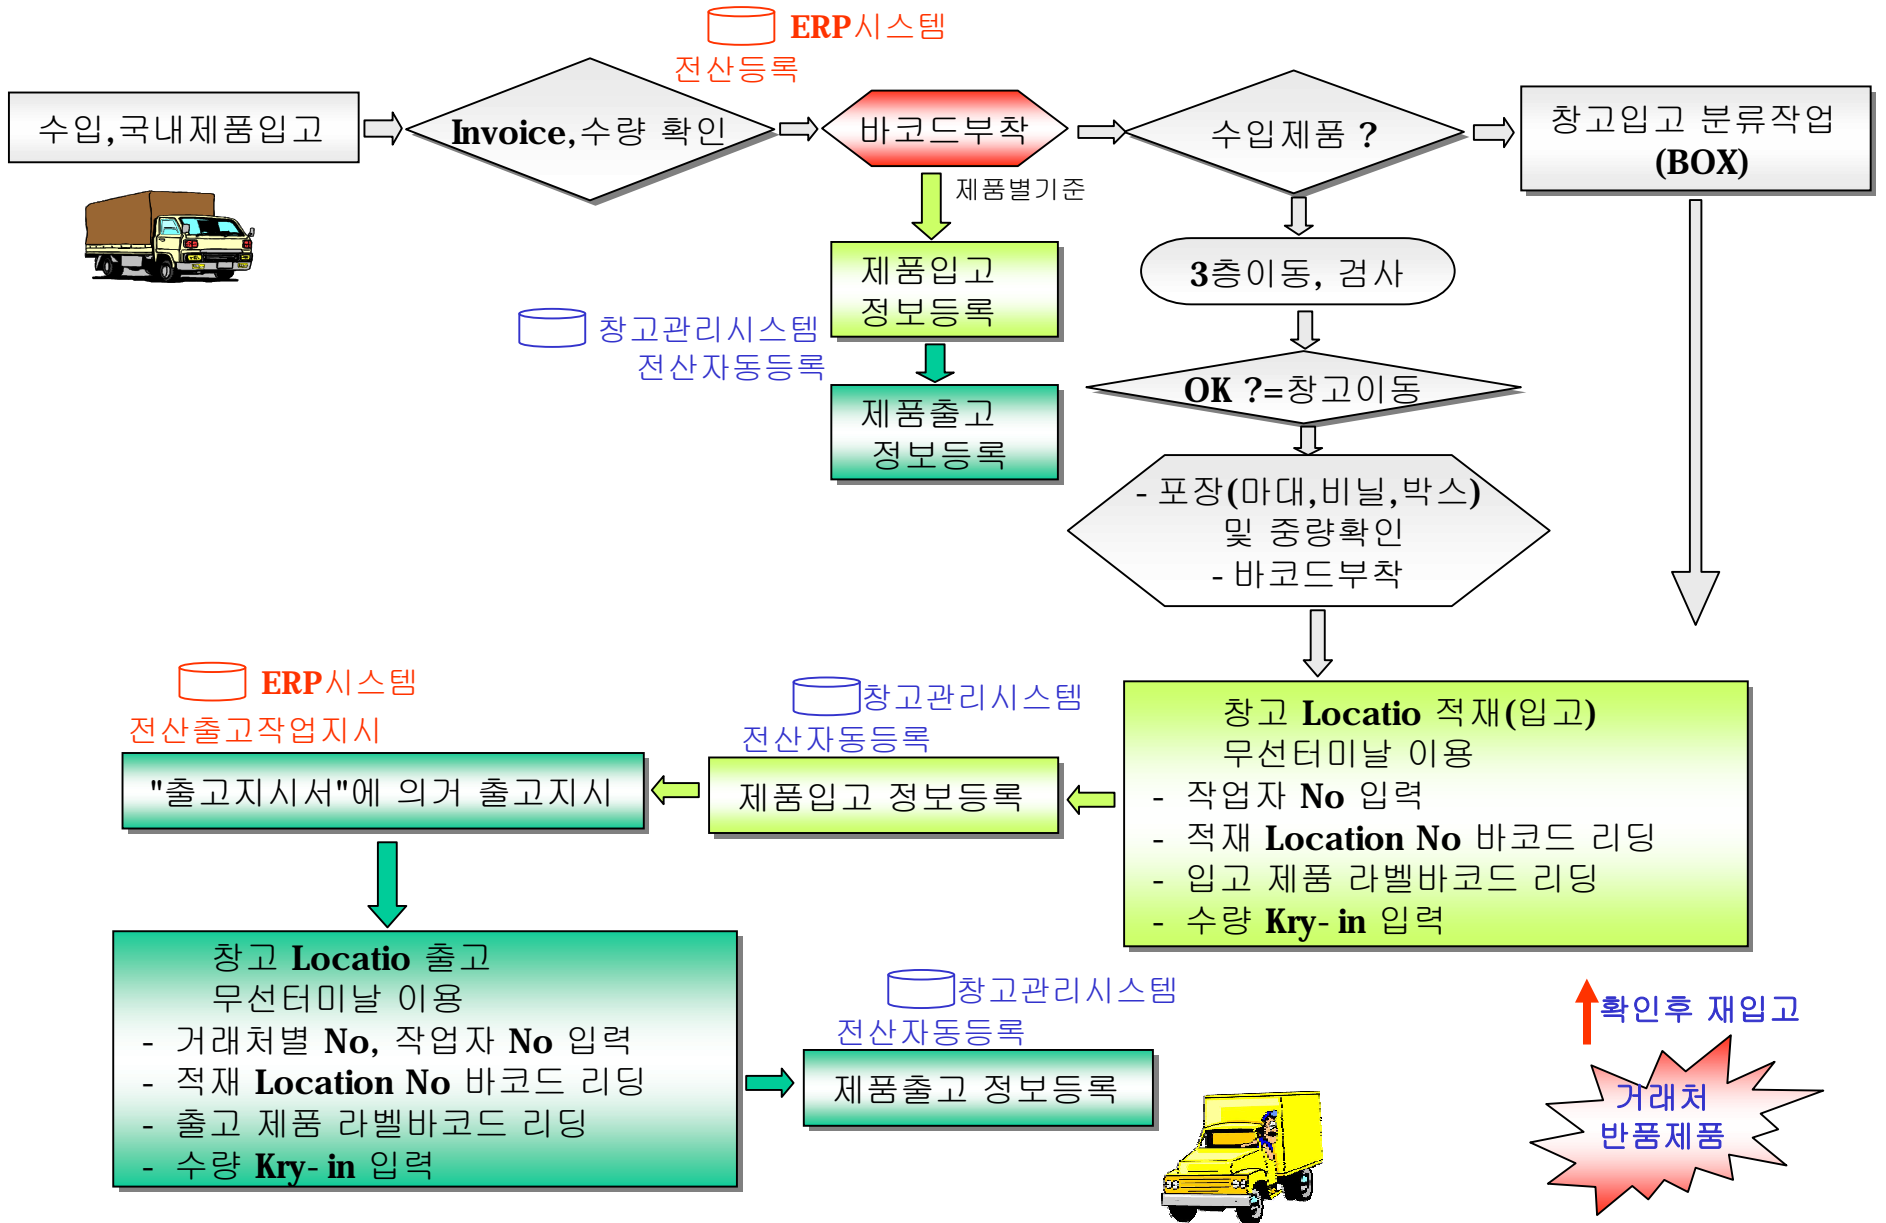 ERP시스템
전산등록
수입,국내제품입고
Invoice,수량 확인
바코드부착
수입제품 ?
창고입고 분류작업
(BOX)
제품별기준
제품입고
정보등록
3층이동, 검사
창고관리시스템
전산자동등록
OK ?=창고이동
제품출고
정보등록
- 포장(마대,비닐,박스)
및 중량확인
- 바코드부착
ERP시스템
전산출고작업지시
창고관리시스템
전산자동등록
"출고지시서"에 의거 출고지시
제품입고 정보등록
창고 Locatio 적재(입고)
무선터미날 이용
- 작업자 No 입력
- 적재 Location No 바코드 리딩
- 입고 제품 라벨바코드 리딩
- 수량 Kry- in 입력
창고 Locatio 출고
무선터미날 이용
- 거래처별 No, 작업자 No 입력
- 적재 Location No 바코드 리딩
- 출고 제품 라벨바코드 리딩
- 수량 Kry- in 입력
창고관리시스템
전산자동등록
제품출고 정보등록
확인후 재입고
거래처
반품제품